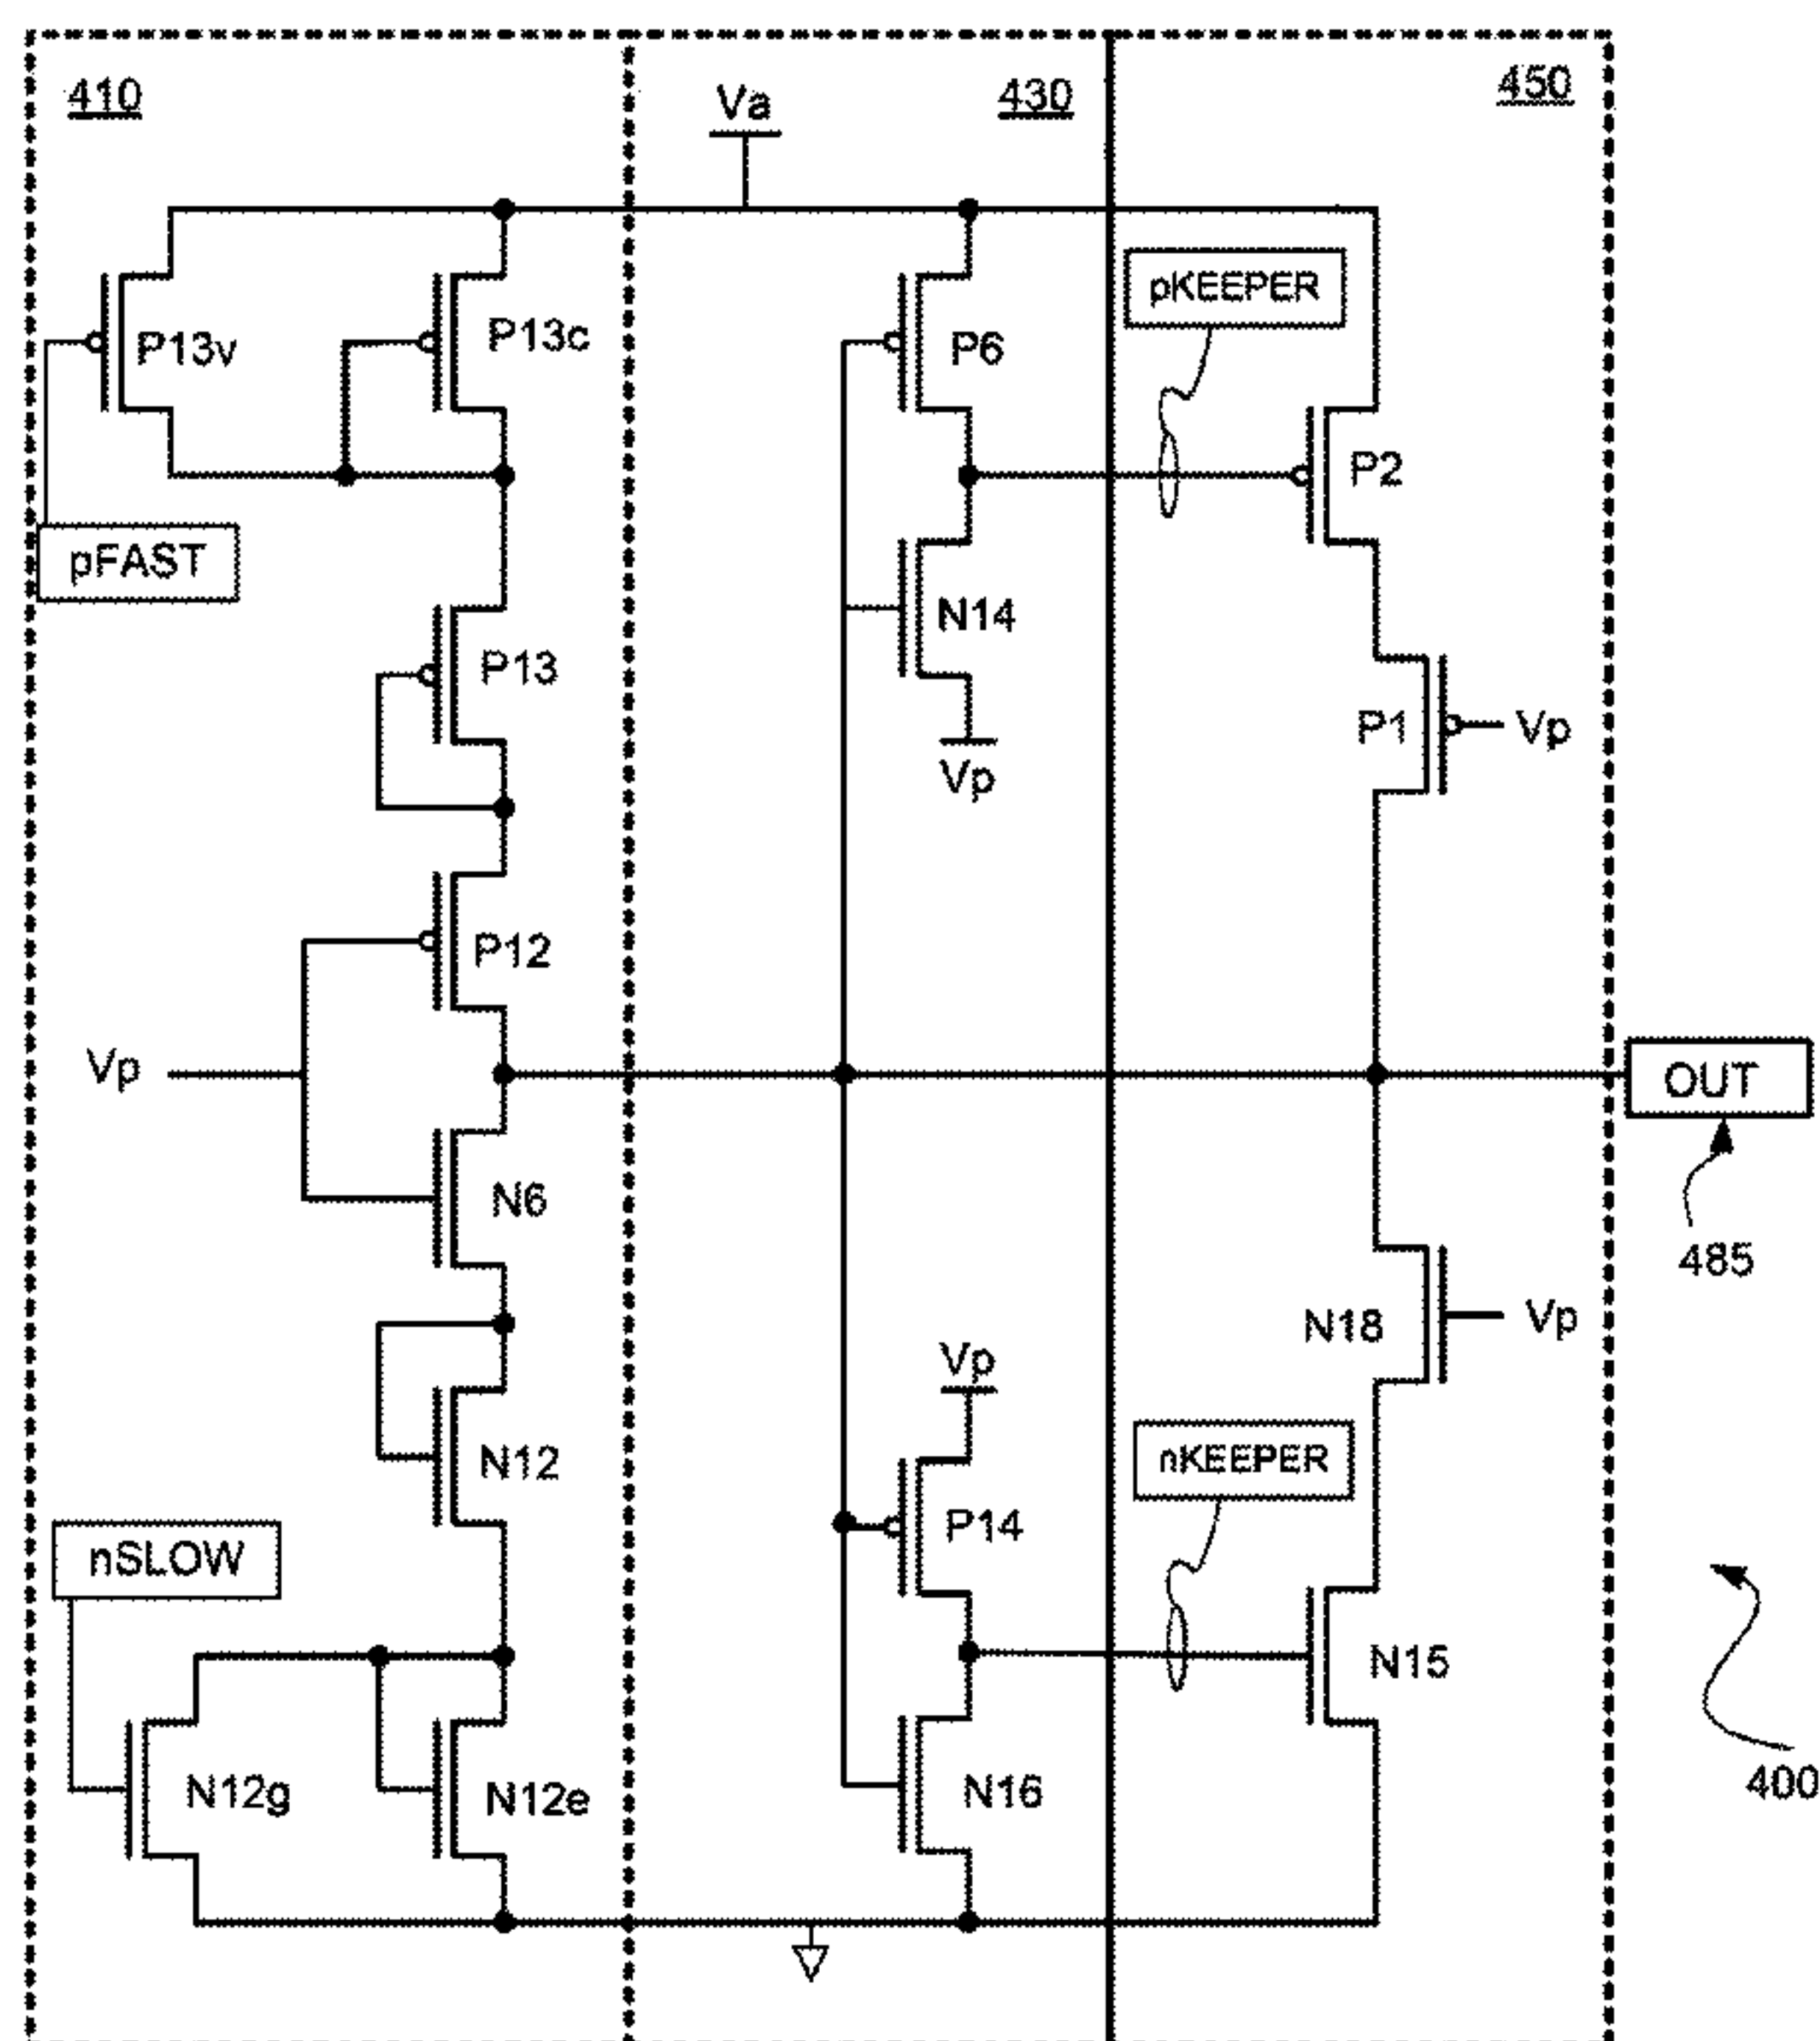 410
Va
430
450
P13v
P13c
P6
pKEEPER
P2
pFAST
N14
P13
P1
Vp
Vp
P12
Vp
OUT
N6
485
N18
Vp
Vp
N12
nKEEPER
P14
nSLOW
N15
N12g
N12e
N16
400